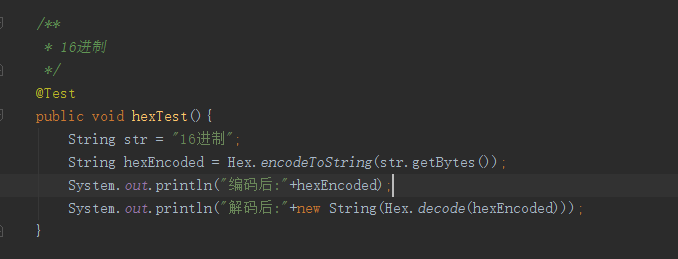 /**
 * 16进制
 */
@Test
public void hexTest(){
    String str = "16进制";
    String hexEncoded = Hex.encodeToString(str.getBytes());
    System.out.println("编码后:"+hexEncoded);
    System.out.println("解码后:"+new String(Hex.decode(hexEncoded)));
}